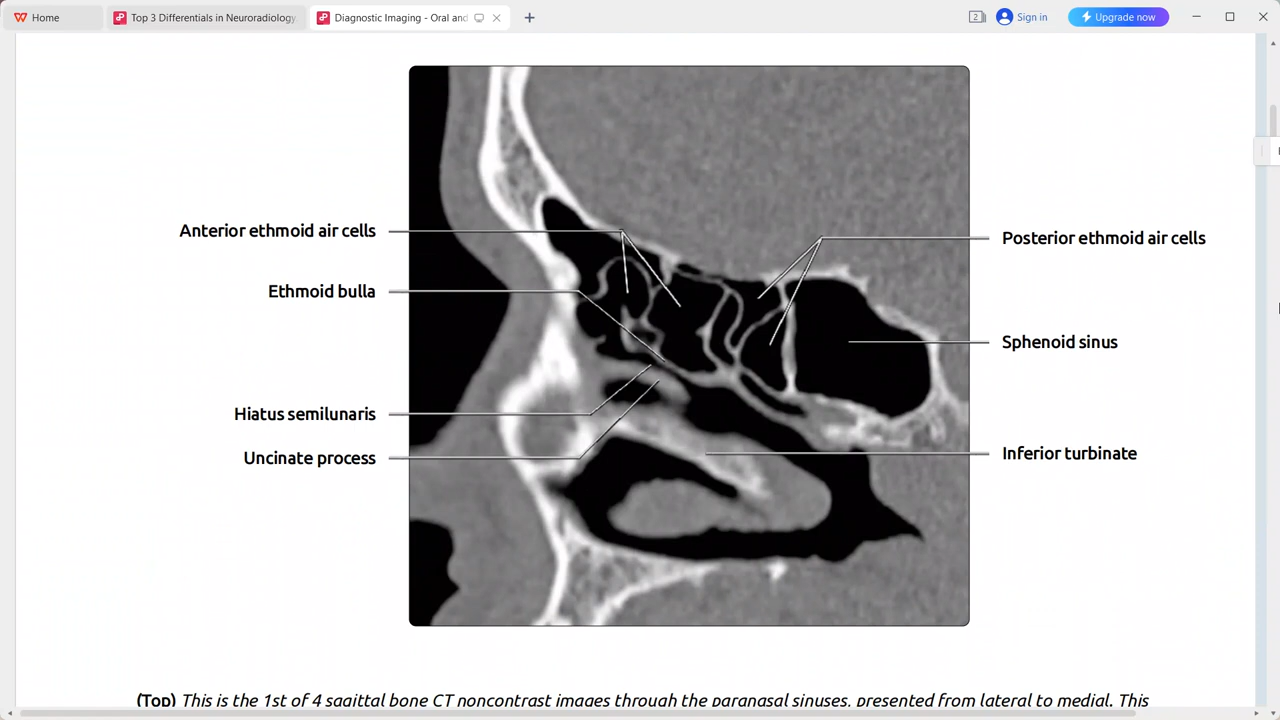 Home
Top 3 Differentials in Neuroradiology.
Diagnostic Imaging - Oral and
2
Sign in
Upgrade now
Anterior ethmoid air cells
Posterior ethmoid air cells
Ethmoid bulla
Sphenoid sinus
Hiatus semilunaris
Uncinate process
Inferior turbinate
(Top) This is the 1st of 4 sagittal bone CT noncontrast images through the paranasal sinuses, presented from lateral to medial. This